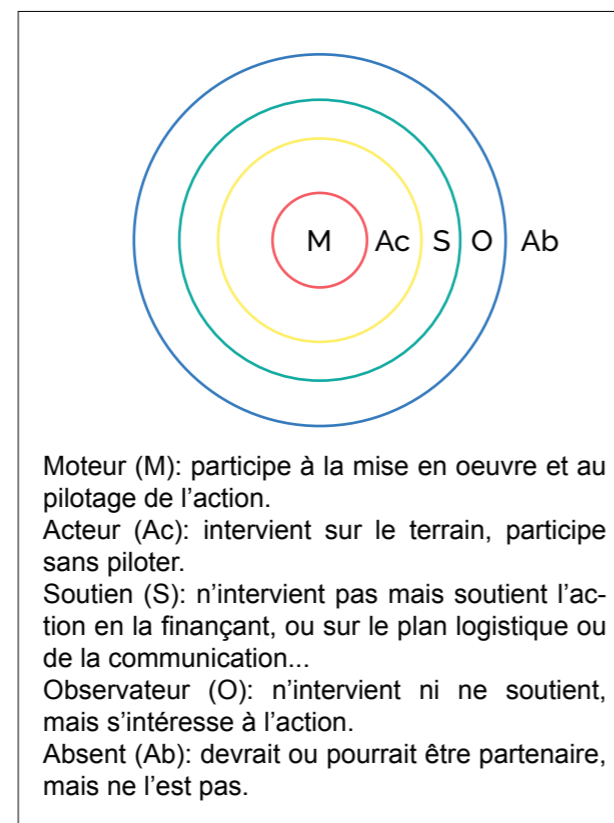 M Ac S O Ab
Moteur (M): participe à la mise en oeuvre et au
pilotage de l'action.
Acteur (Ac): intervient sur le terrain, participe
sans piloter.
Soutien (S): n'intervient pas mais soutient l'ac-
tion en la finançant, ou sur le plan logistique ou
de la communication...
Observateur (O): n'intervient ni ne soutient,
mais s'intéresse à l'action.
Absent (Ab): devrait ou pourrait être partenaire,
mais ne l'est pas.